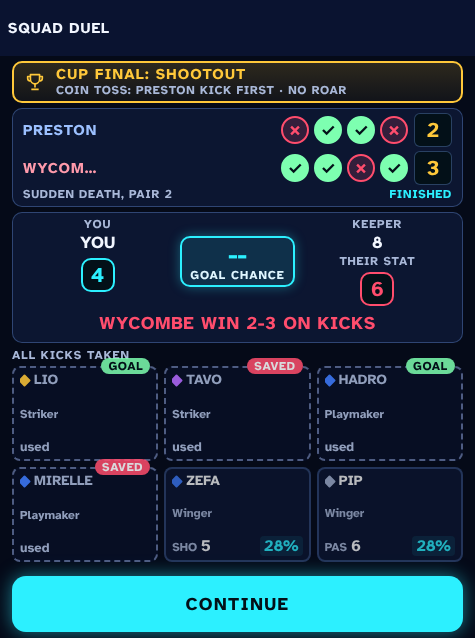 SQUAD DUEL
CUP FINAL: SHOOTOUT
COIN TOSS: PRESTON KICK FIRST · NO ROAR
PRESTON 2
WYCOM... 3
SUDDEN DEATH, PAIR 2 FINISHED
YOU
YOU
4
--
GOAL CHANCE
KEEPER
8
THEIR STAT
6
WYCOMBE WIN 2-3 ON KICKS
ALL KICKS TAKEN
GOAL
LIO
Striker
used
SAVED
TAVO
Striker
used
GOAL
HADRO
Playmaker
used
SAVED
MIRELLE
Playmaker
used
ZEFA
Winger
SHO 5 28%
PIP
Winger
PAS 6 28%
CONTINUE